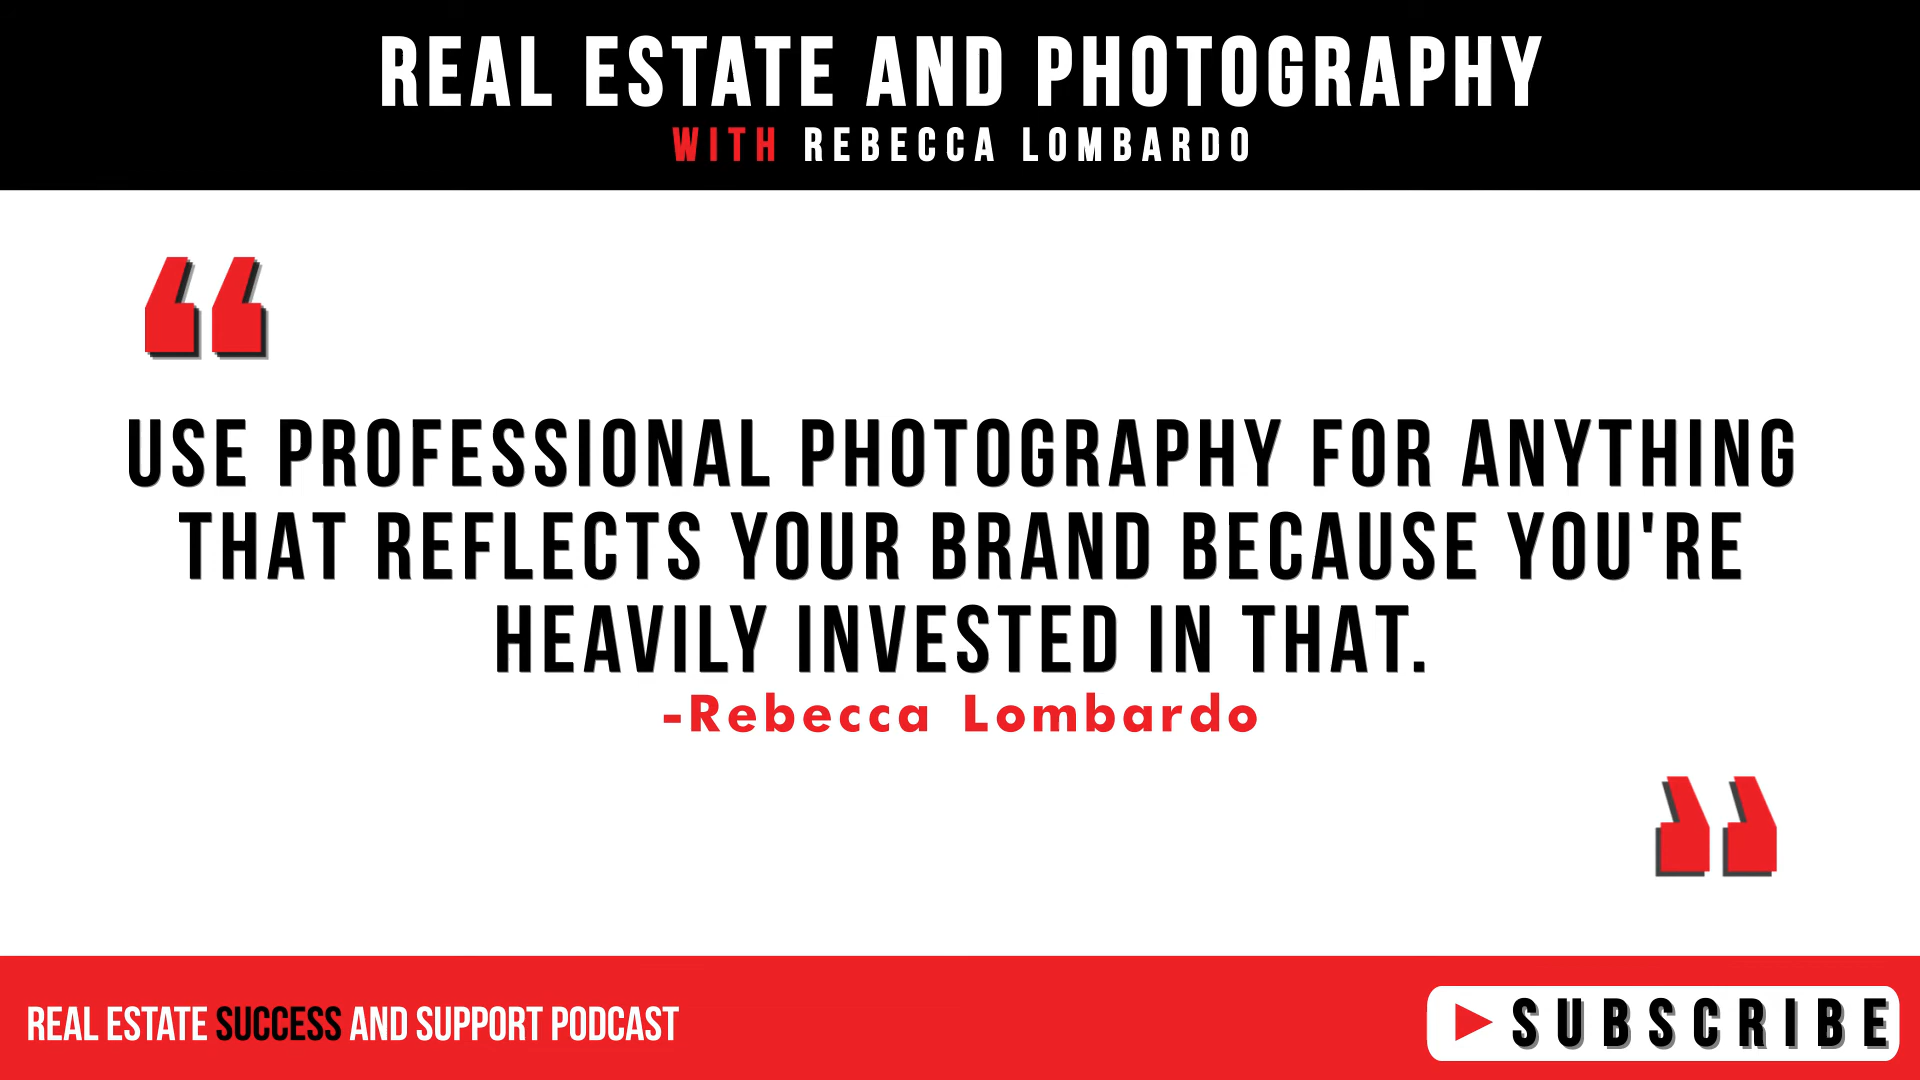 REAL ESTATE AND PHOTOGRAPHY
WITH REBECCA LOMBARDO
“
USE PROFESSIONAL PHOTOGRAPHY FOR ANYTHING
THAT REFLECTS YOUR BRAND BECAUSE YOU'RE
HEAVILY INVESTED IN THAT.
-Rebecca Lombardo
”
REAL ESTATE SUCCESS AND SUPPORT PODCAST
SUBSCRIBE